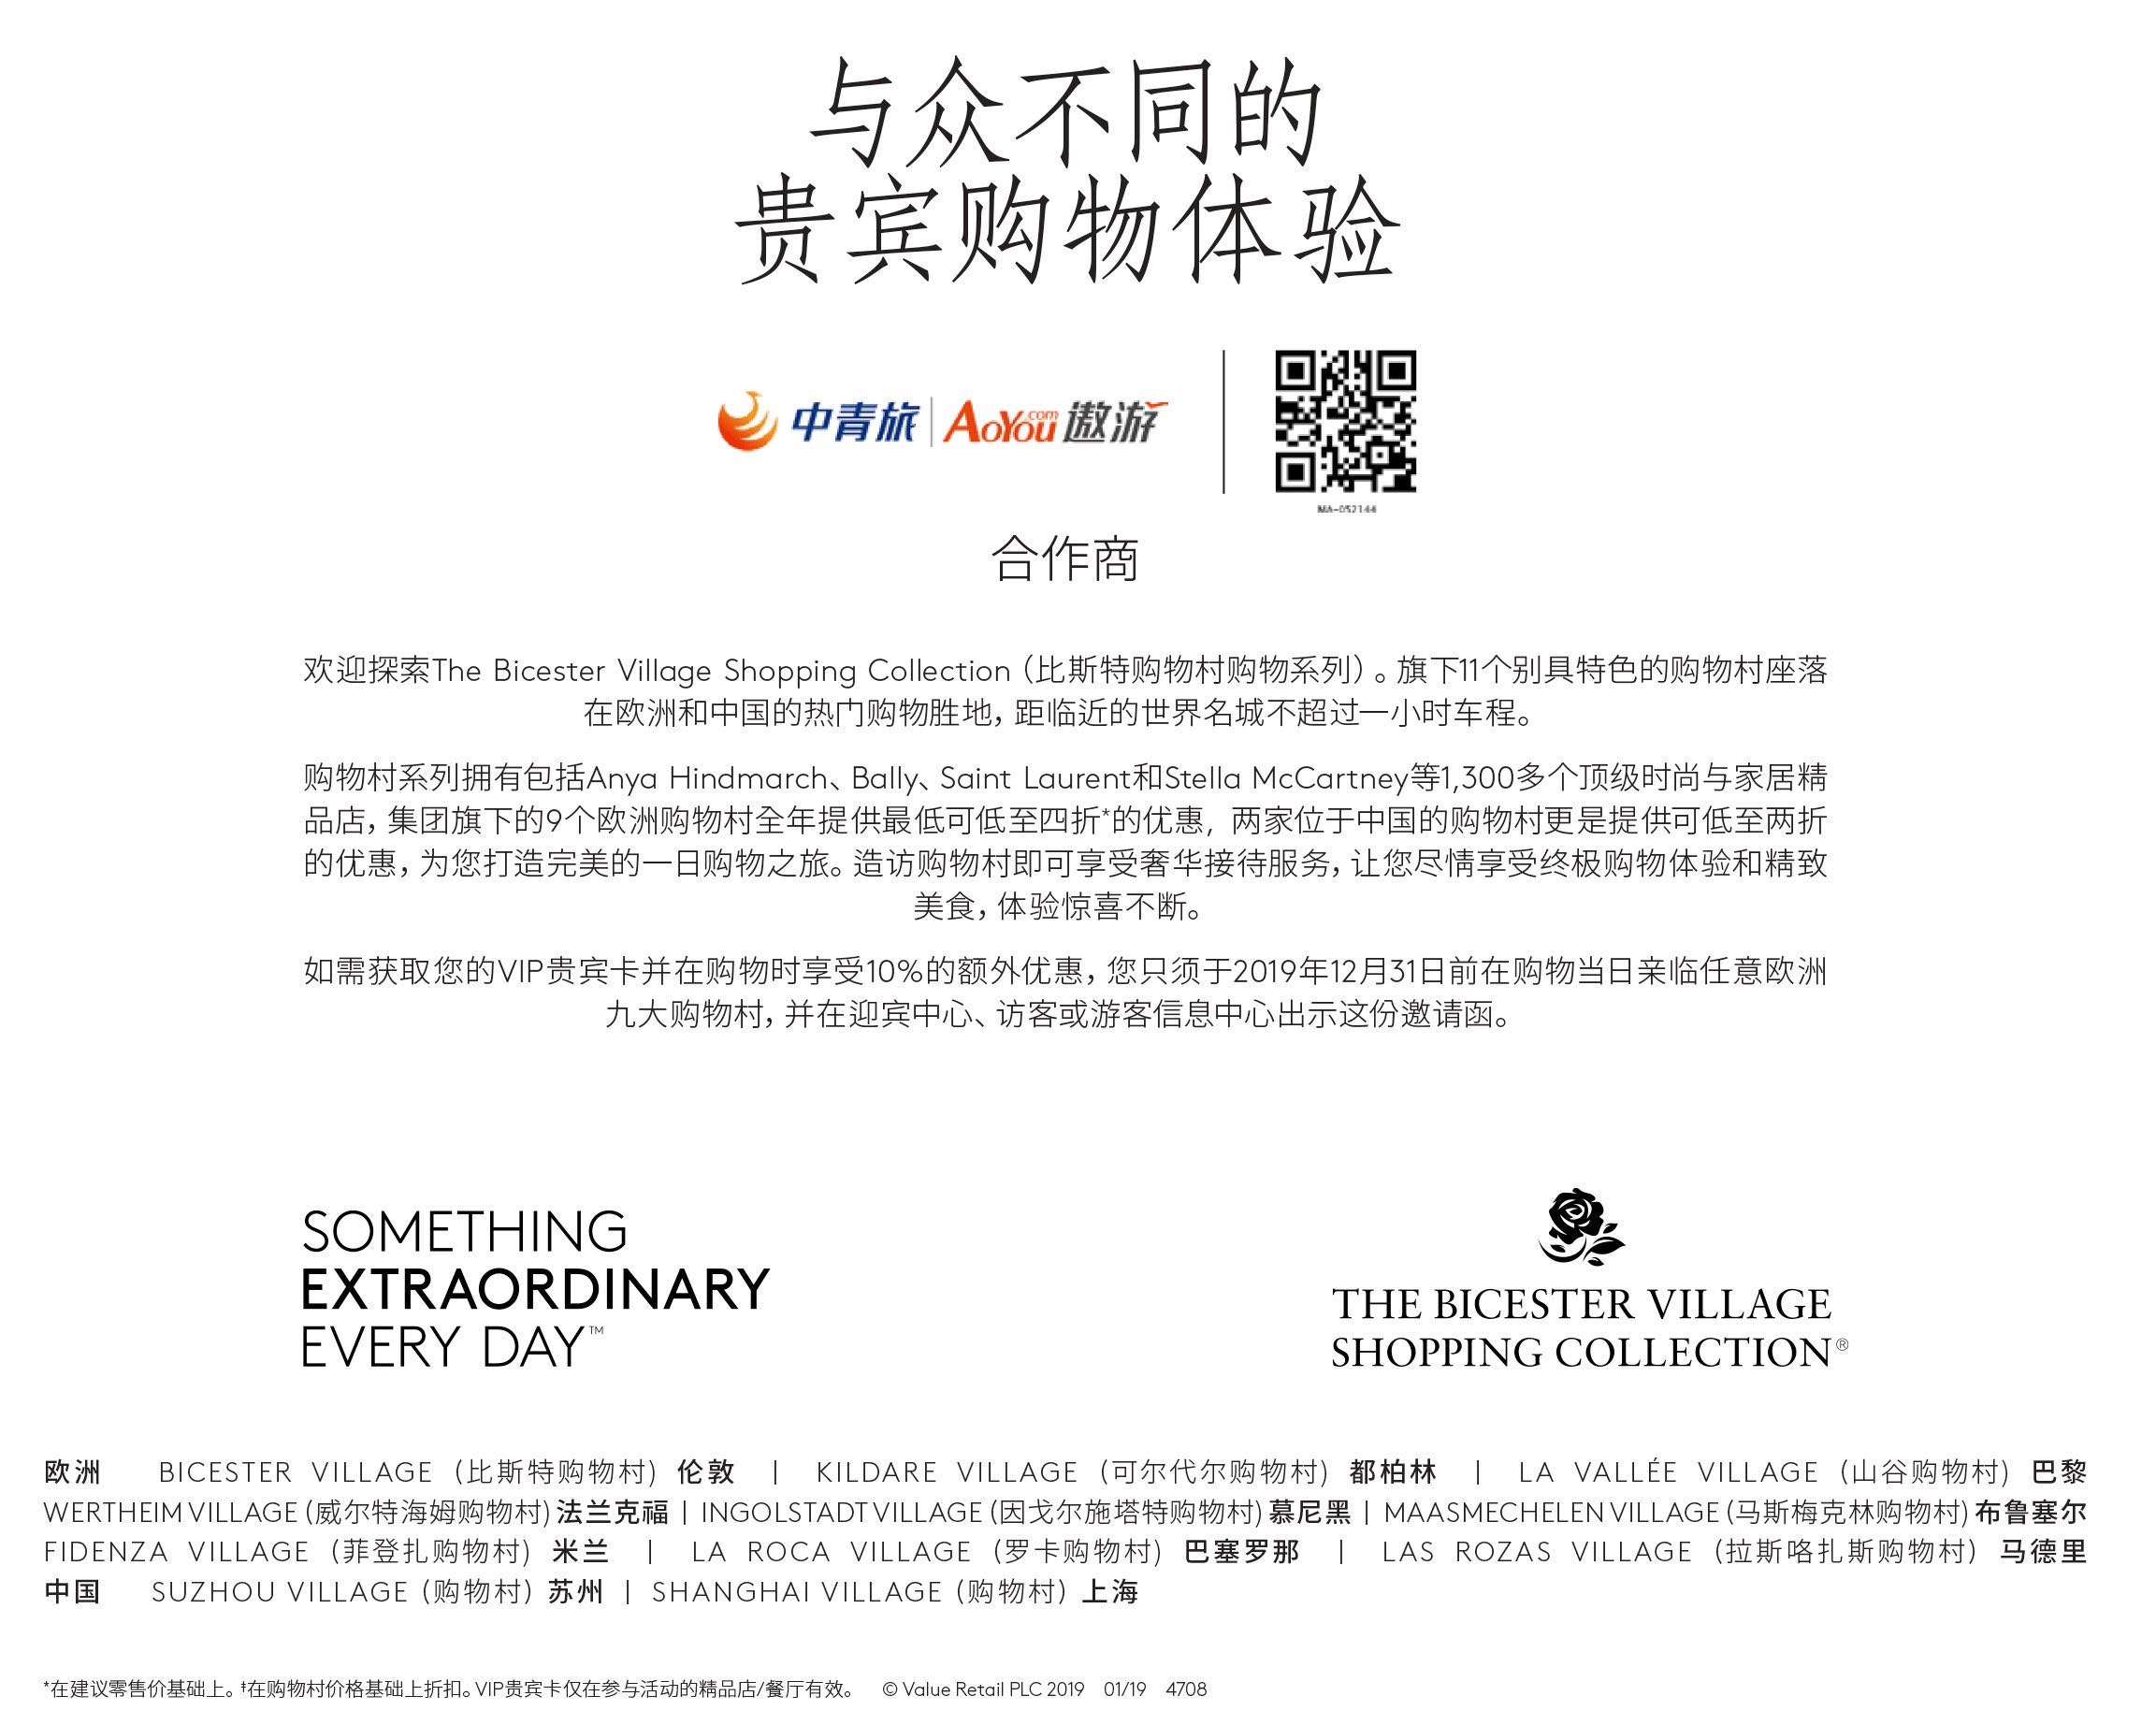 与众不同的
贵宾购物体验
中青旅 | AoYou.com 遨游
MA-052144
合作商
欢迎探索The Bicester Village Shopping Collection（比斯特购物村购物系列）。旗下11个别具特色的购物村座落
在欧洲和中国的热门购物胜地，距临近的世界名城不超过一小时车程。
购物村系列拥有包括Anya Hindmarch、Bally、Saint Laurent和Stella McCartney等1,300多个顶级时尚与家居精
品店，集团旗下的9个欧洲购物村全年提供最低可低至四折*的优惠，两家位于中国的购物村更是提供可低至两折
的优惠，为您打造完美的一日购物之旅。造访购物村即可享受奢华接待服务，让您尽情享受终极购物体验和精致
美食，体验惊喜不断。
如需获取您的VIP贵宾卡并在购物时享受10%的额外优惠，您只须于2019年12月31日前在购物当日亲临任意欧洲
九大购物村，并在迎宾中心、访客或游客信息中心出示这份邀请函。
SOMETHING
EXTRAORDINARY
EVERY DAY™
THE BICESTER VILLAGE
SHOPPING COLLECTION®
欧洲 BICESTER VILLAGE（比斯特购物村）伦敦 | KILDARE VILLAGE（可尔代尔购物村）都柏林 | LA VALLÉE VILLAGE（山谷购物村）巴黎
WERTHEIM VILLAGE（威尔特海姆购物村）法兰克福 | INGOLSTADT VILLAGE（因戈尔施塔特购物村）慕尼黑 | MAASMECHELEN VILLAGE（马斯梅克林购物村）布鲁塞尔
FIDENZA VILLAGE（菲登扎购物村）米兰 | LA ROCA VILLAGE（罗卡购物村）巴塞罗那 | LAS ROZAS VILLAGE（拉斯咯扎斯购物村）马德里
中国 SUZHOU VILLAGE（购物村）苏州 | SHANGHAI VILLAGE（购物村）上海
*在建议零售价基础上。‡在购物村价格基础上折扣。VIP贵宾卡仅在参与活动的精品店/餐厅有效。 © Value Retail PLC 2019 01/19 4708